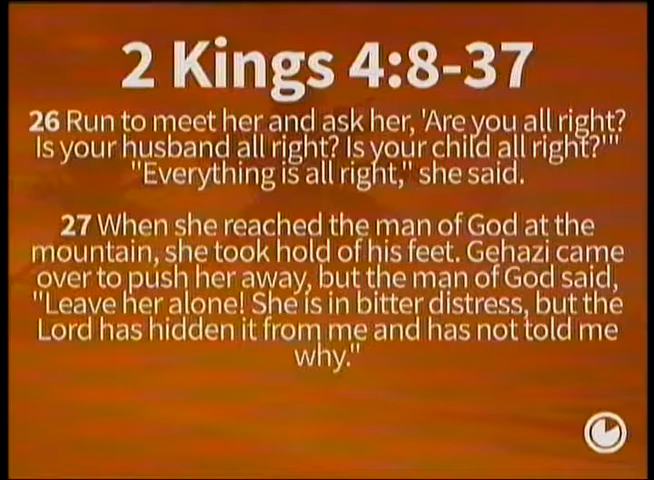 2 Kings 4:8-37
26 Run to meet her and ask her, 'Are you all right?
Is your husband all right? Is your child all right?'"
"Everything is all right," she said.
27 When she reached the man of God at the
mountain, she took hold of his feet. Gehazi came
over to push her away, but the man of God said,
"Leave her alone! She is in bitter distress, but the
Lord has hidden it from me and has not told me
why."